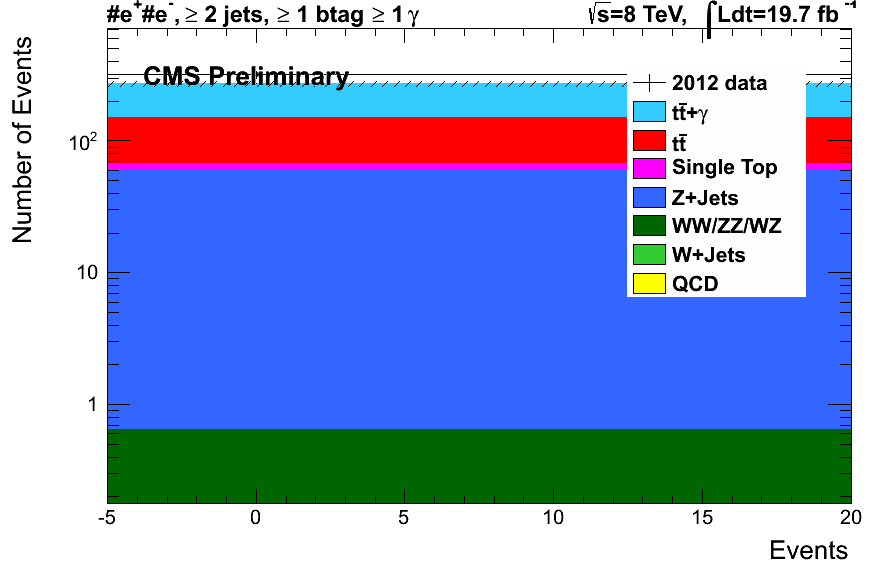 #e⁺#e⁻, ≥ 2 jets, ≥ 1 btag ≥ 1 γ
√s=8 TeV, ∫Ldt=19.7 fb⁻¹
Number of Events
CMS Preliminary
2012 data
tt̄+γ
tt̄
Single Top
Z+Jets
WW/ZZ/WZ
W+Jets
QCD
10²
10
1
-5 0 5 10 15 20
Events